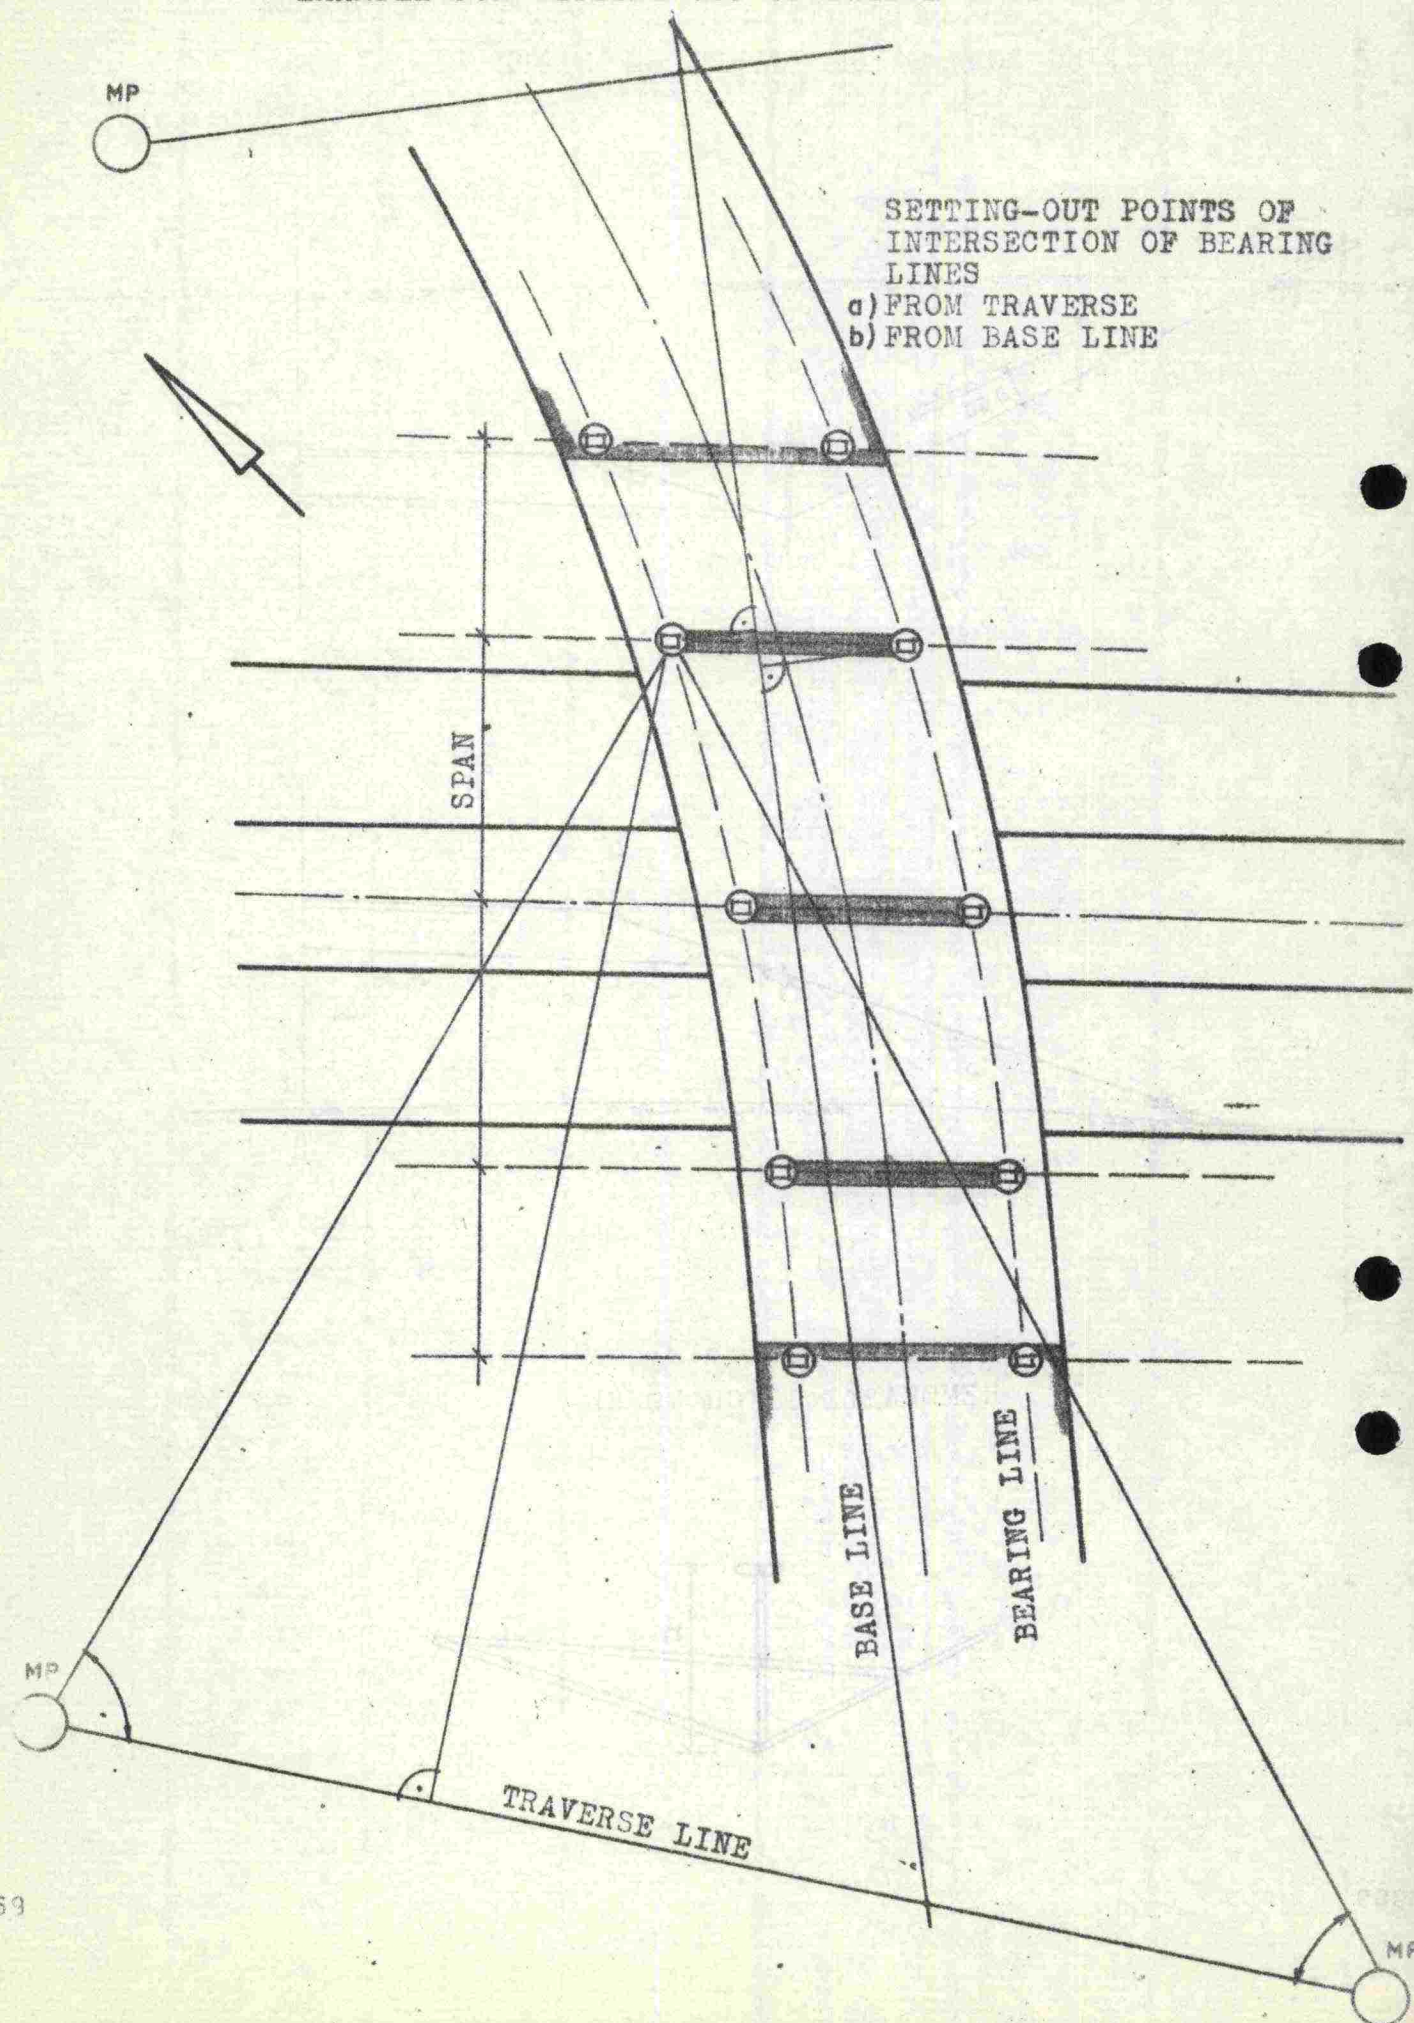 MP
SETTING-OUT POINTS OF
INTERSECTION OF BEARING
LINES
a) FROM TRAVERSE
b) FROM BASE LINE
SPAN
BASE LINE
BEARING LINE
MP
TRAVERSE LINE
MP